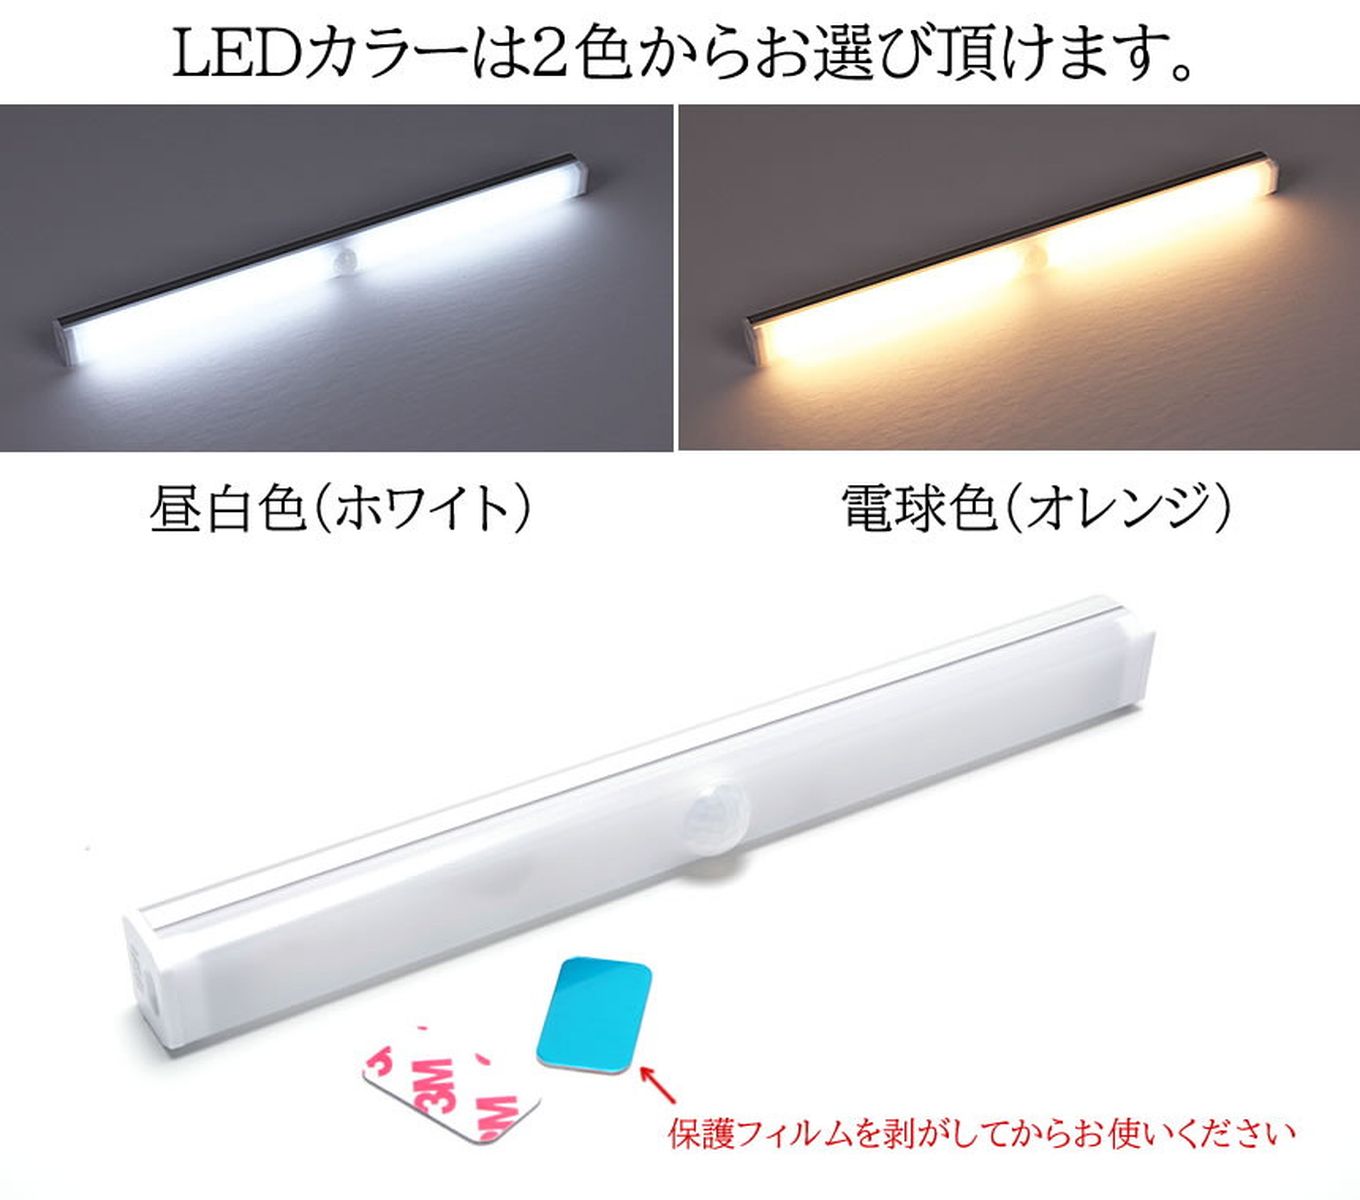 LEDカラーは2色からお選び頂けます。
昼白色(ホワイト)
電球色(オレンジ)
3M
保護フィルムを剥がしてからお使いください